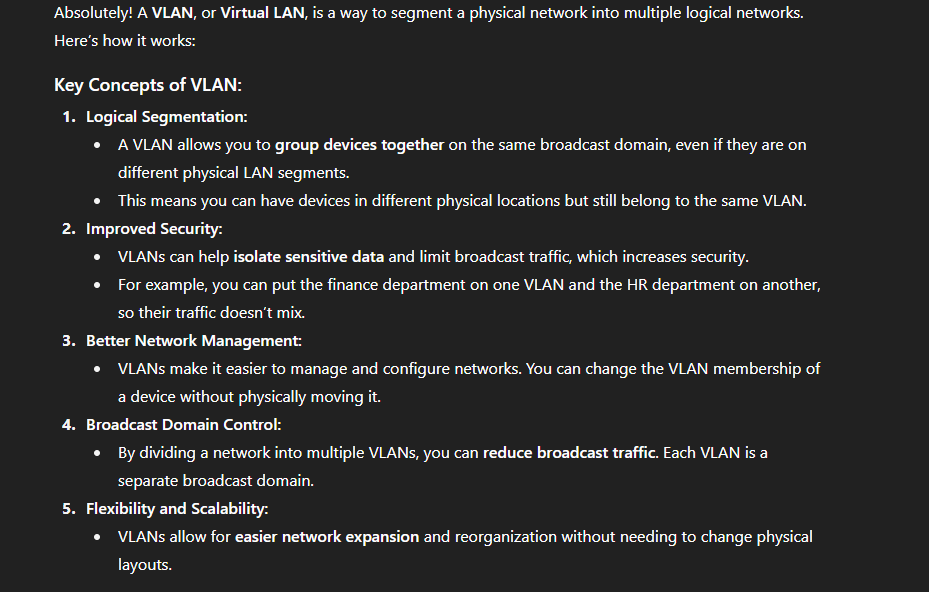 Absolutely! A VLAN, or Virtual LAN, is a way to segment a physical network into multiple logical networks.
Here's how it works:
Key Concepts of VLAN:
1. Logical Segmentation:
• A VLAN allows you to group devices together on the same broadcast domain, even if they are on
different physical LAN segments.
• This means you can have devices in different physical locations but still belong to the same VLAN.
2. Improved Security:
• VLANs can help isolate sensitive data and limit broadcast traffic, which increases security.
• For example, you can put the finance department on one VLAN and the HR department on another,
so their traffic doesn't mix.
3. Better Network Management:
• VLANs make it easier to manage and configure networks. You can change the VLAN membership of
a device without physically moving it.
4. Broadcast Domain Control:
• By dividing a network into multiple VLANs, you can reduce broadcast traffic. Each VLAN is a
separate broadcast domain.
5. Flexibility and Scalability:
• VLANs allow for easier network expansion and reorganization without needing to change physical
layouts.